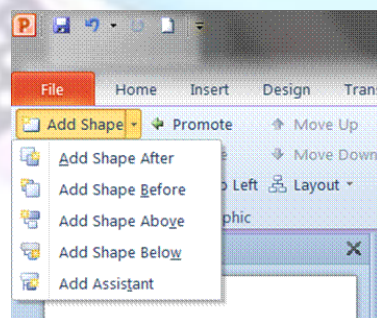 P
File Home Insert Design Tran
Add Shape Promote Move Up
Add Shape After Move Down
Add Shape Before Left Layout
Add Shape Above phic
Add Shape Below
Add Assistant